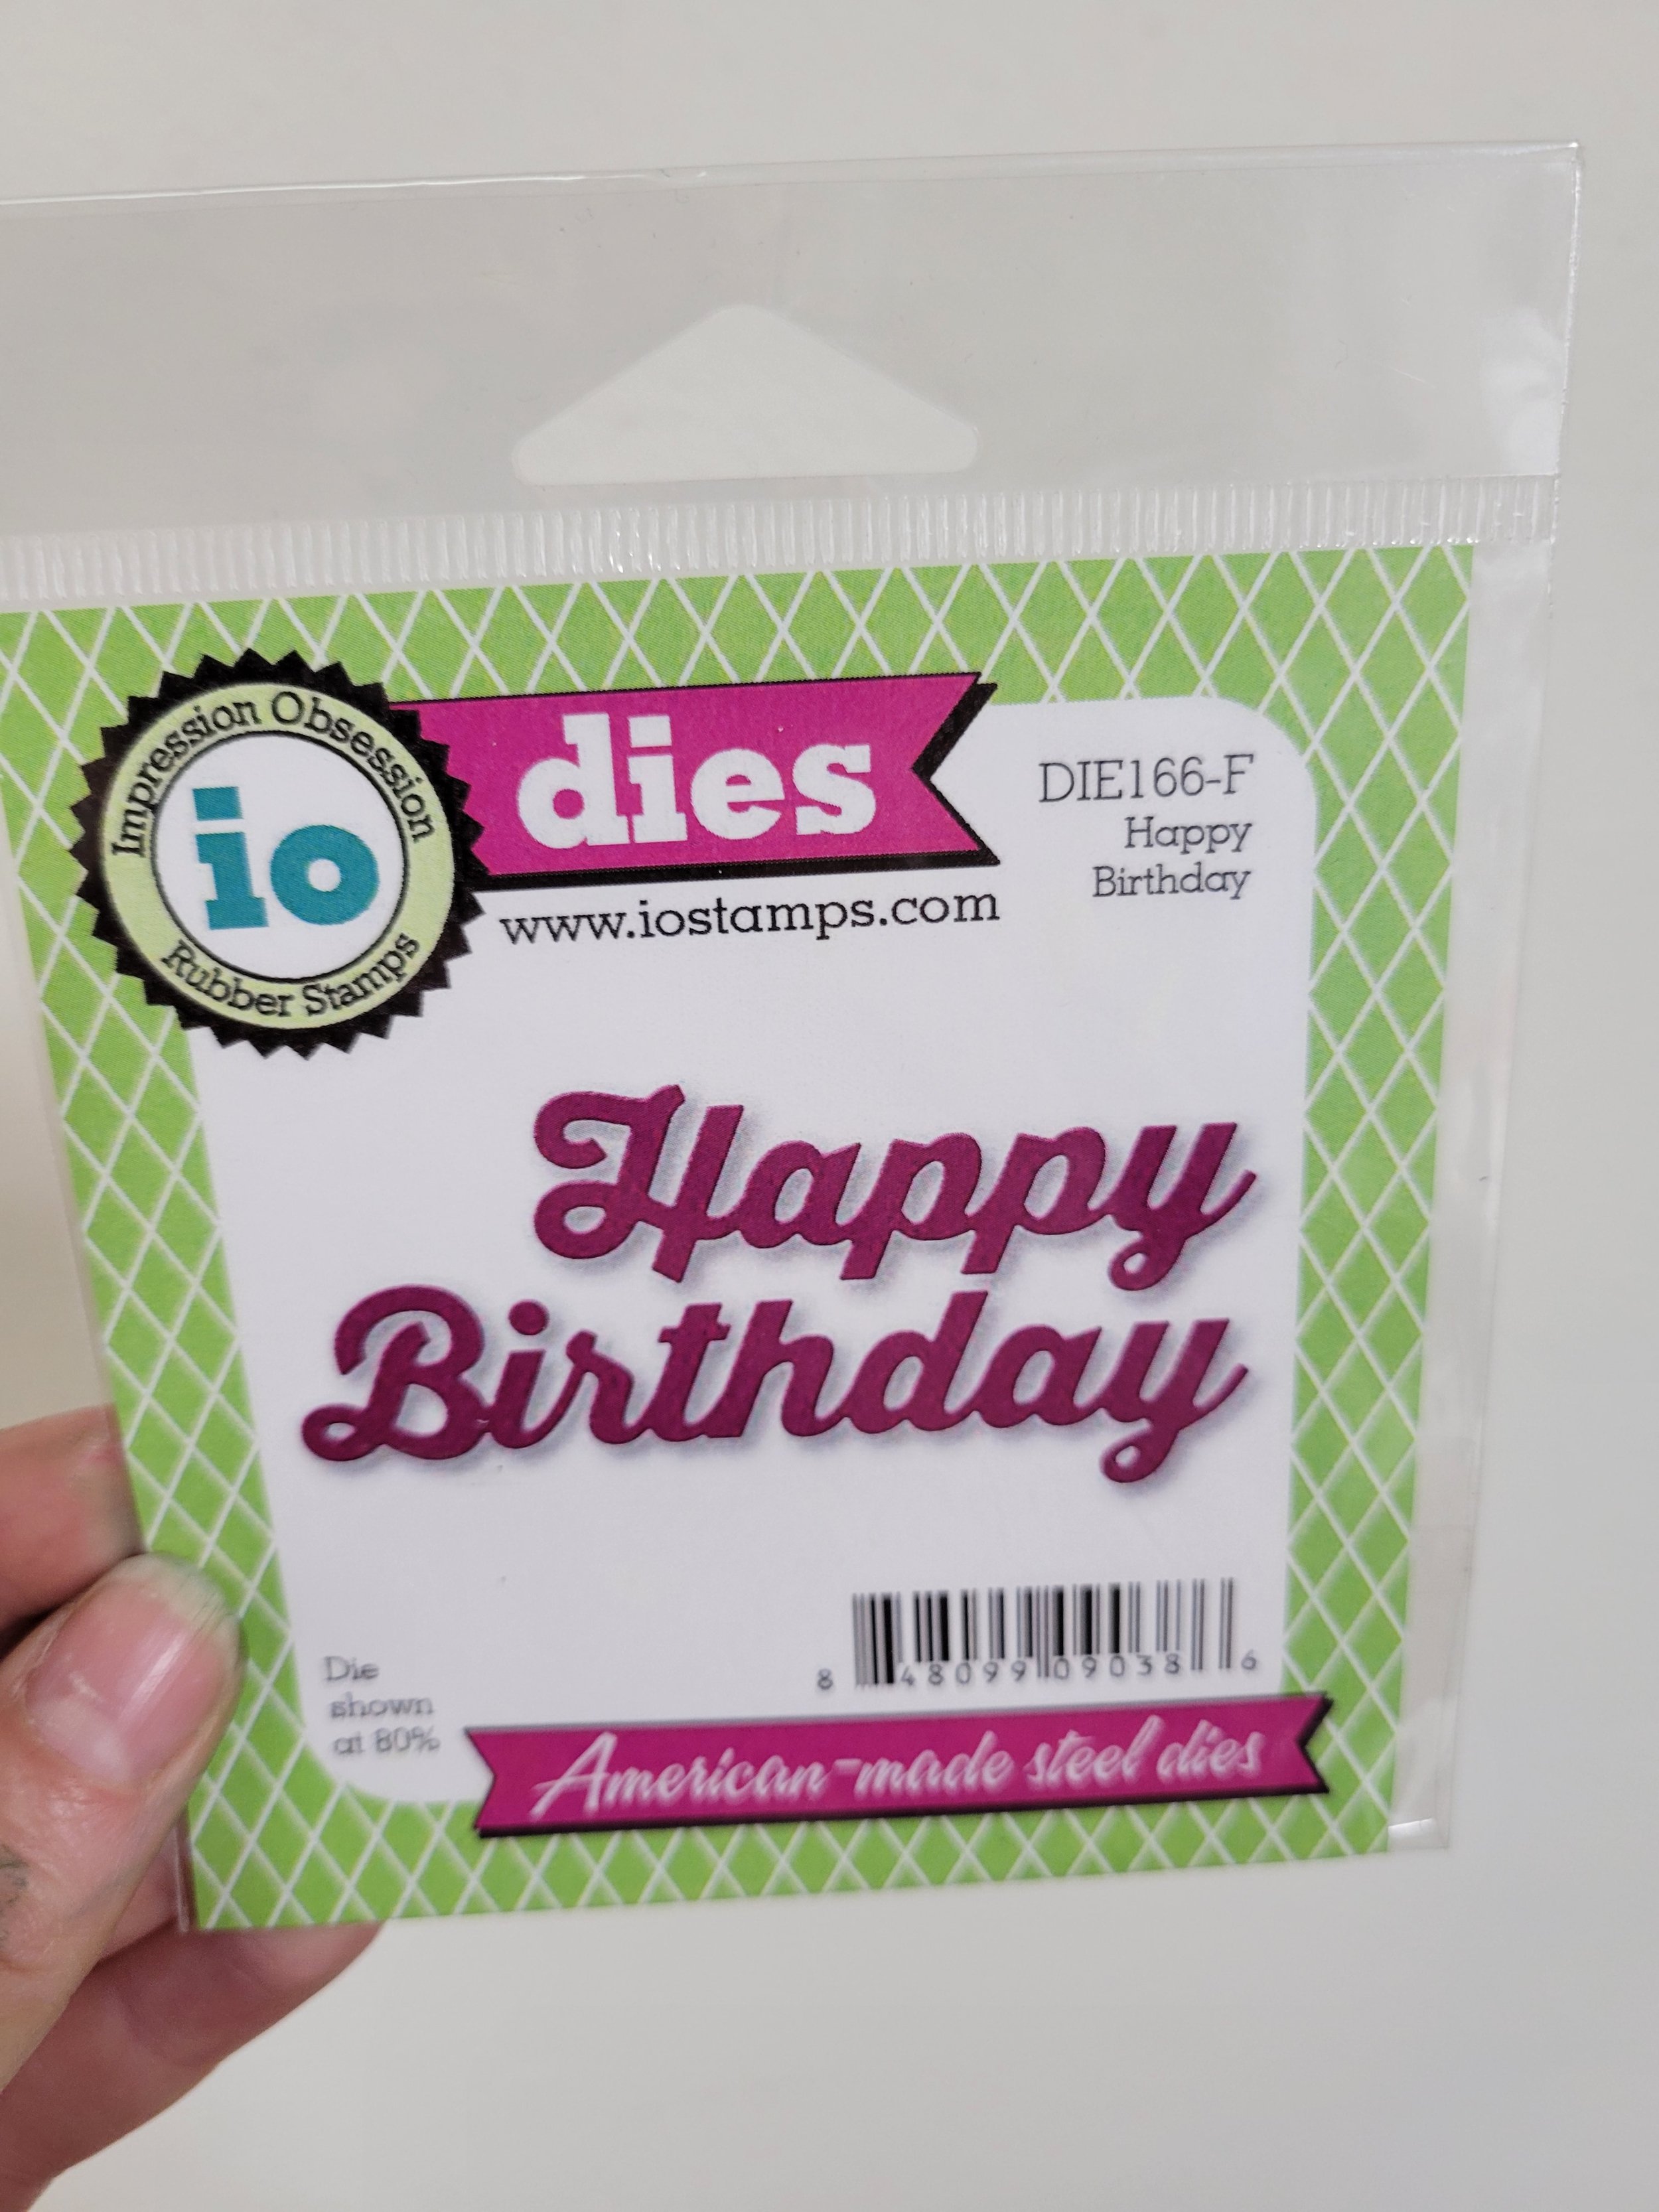 Impression Obsession
io
Rubber Stamps
dies
www.iostamps.com
DIE166-F
Happy
Birthday
Happy
Birthday
8 48099 09038 6
Die
shown
at 80%
American-made steel dies